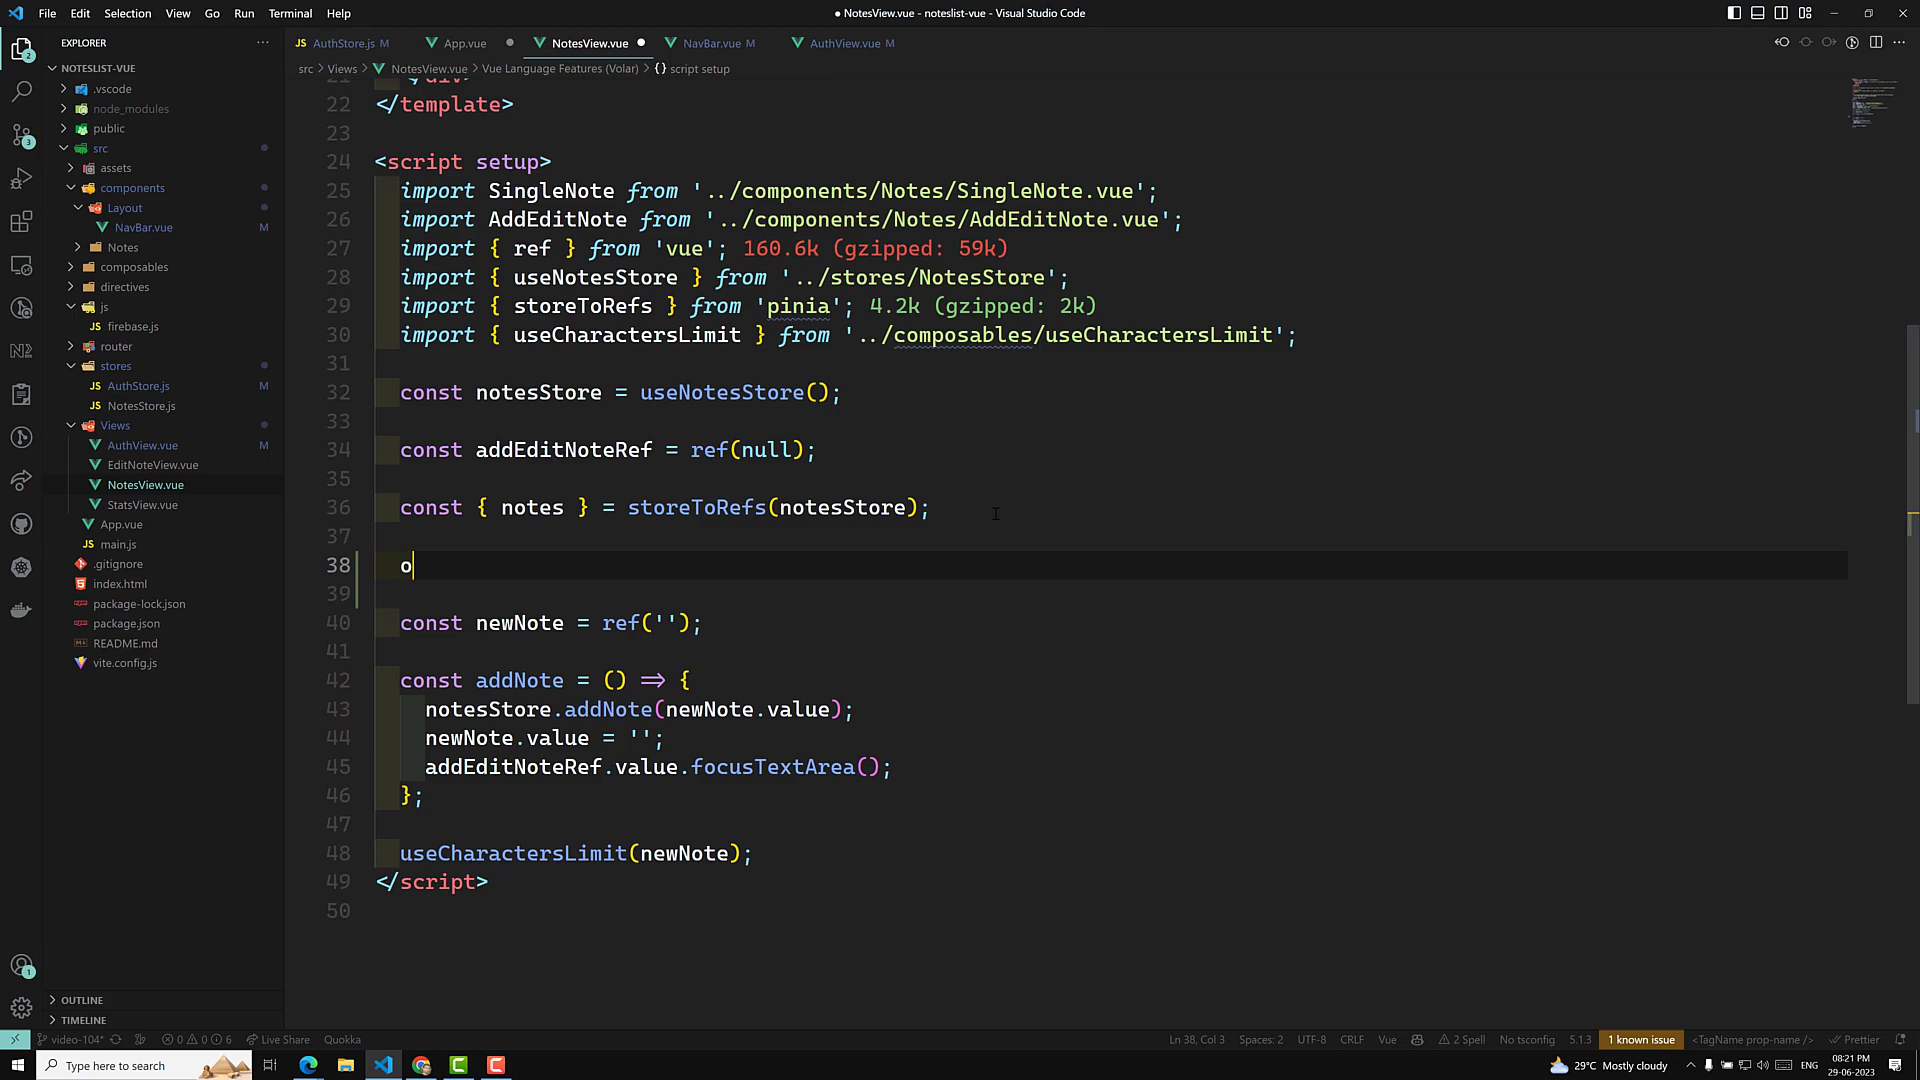 File Edit Selection View Go Run Terminal Help
● NotesView.vue - noteslist-vue - Visual Studio Code
EXPLORER
AuthStore.js M
App.vue
NotesView.vue
NavBar.vue M
AuthView.vue M
src > Views > NotesView.vue > Vue Language Features (Volar) > {} script setup
NOTESLIST-VUE
.vscode
node_modules
public
src
assets
components
Layout
NavBar.vue M
Notes
composables
directives
js
firebase.js
router
stores
AuthStore.js M
NotesStore.js
Views
AuthView.vue M
EditNoteView.vue
NotesView.vue
StatsView.vue
App.vue
main.js
.gitignore
index.html
package-lock.json
package.json
README.md
vite.config.js
OUTLINE
TIMELINE
22 </template>
23
24 <script setup>
25 import SingleNote from '../components/Notes/SingleNote.vue';
26 import AddEditNote from '../components/Notes/AddEditNote.vue';
27 import { ref } from 'vue'; 160.6k (gzipped: 59k)
28 import { useNotesStore } from '../stores/NotesStore';
29 import { storeToRefs } from 'pinia'; 4.2k (gzipped: 2k)
30 import { useCharactersLimit } from '../composables/useCharactersLimit';
31
32 const notesStore = useNotesStore();
33
34 const addEditNoteRef = ref(null);
35
36 const { notes } = storeToRefs(notesStore);
37
38 o
39
40 const newNote = ref('');
41
42 const addNote = () => {
43 notesStore.addNote(newNote.value);
44 newNote.value = '';
45 addEditNoteRef.value.focusTextArea();
46 };
47
48 useCharactersLimit(newNote);
49 </script>
50
video-104* 0 0 6 Live Share Quokka
Ln 38, Col 3 Spaces: 2 UTF-8 CRLF Vue 2 Spell No tsconfig 5.1.3 1 known issue <TagName prop-name /> Prettier
Type here to search
29°C Mostly cloudy
ENG
08:21 PM
29-06-2023